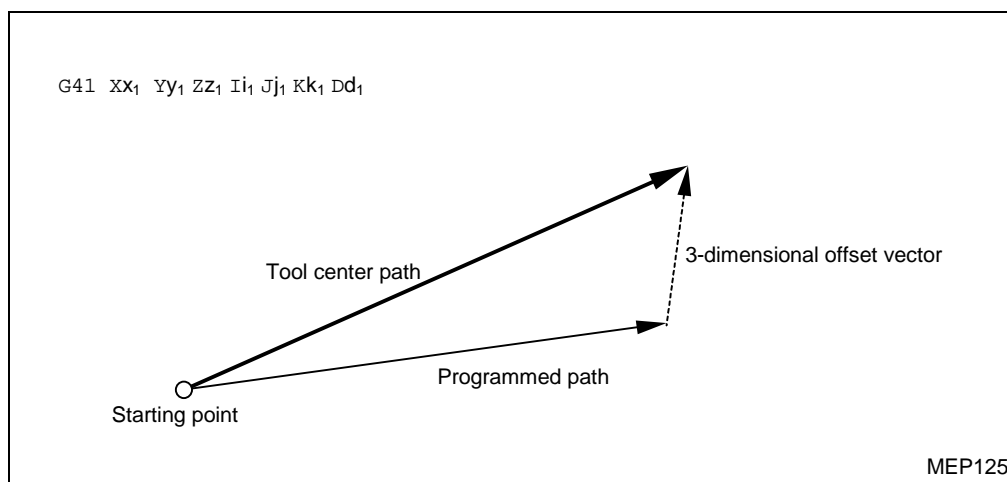 G41 Xx₁ Yy₁ Zz₁ Ii₁ Jj₁ Kk₁ Dd₁
Tool center path
3-dimensional offset vector
Programmed path
Starting point
MEP125